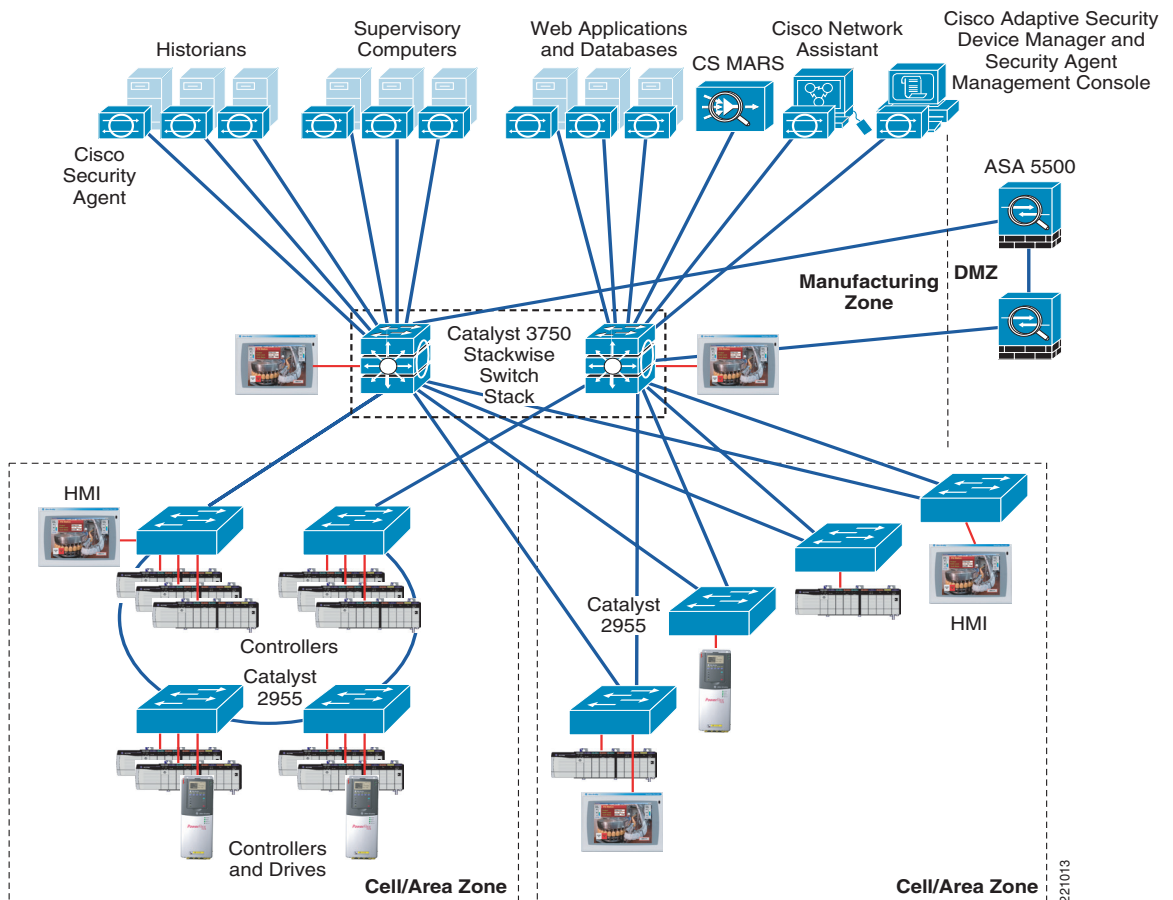 Historians
Supervisory
Computers
Web Applications
and Databases
CS MARS
Cisco Network
Assistant
Cisco Adaptive Security
Device Manager and
Security Agent
Management Console
Cisco
Security
Agent
ASA 5500
Manufacturing
Zone
DMZ
Catalyst 3750
Stackwise
Switch
Stack
HMI
Controllers
Catalyst
2955
Controllers
and Drives
Cell/Area Zone
Catalyst
2955
HMI
Cell/Area Zone
221013